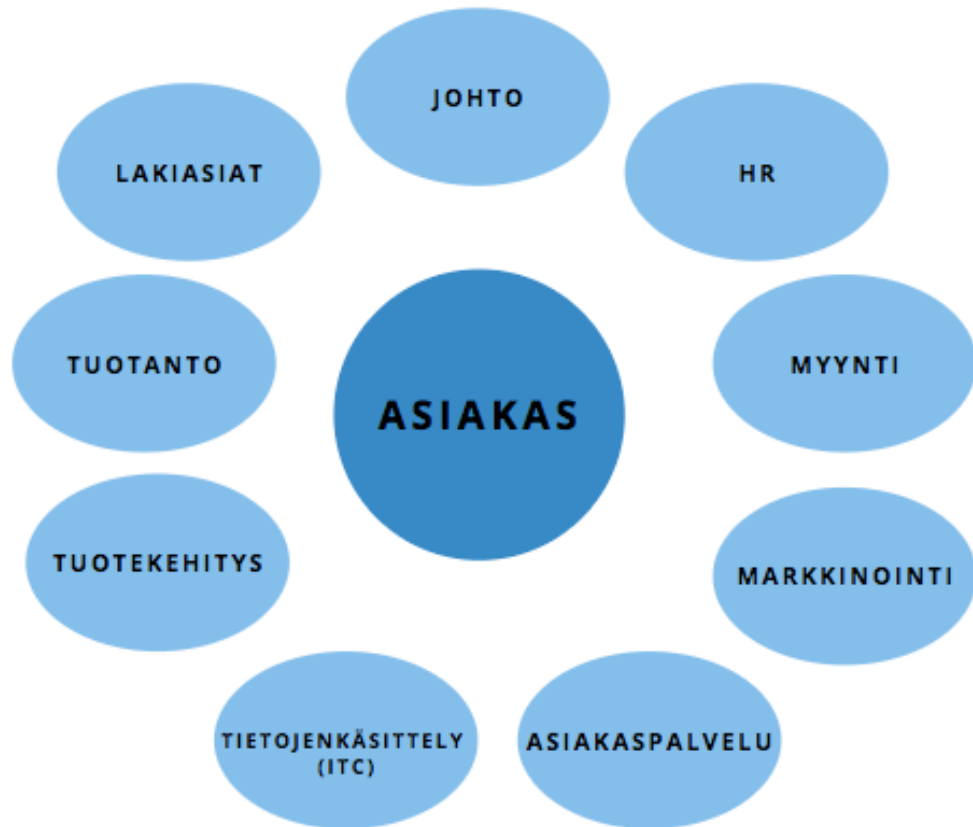 JOHTO
LAKIASIAT
HR
TUOTANTO
MYYNTI
ASIAKAS
TUOTEKEHITYS
MARKKINOINTI
TIETOJENKÄSITTELY
(ITC)
ASIAKASPALVELU